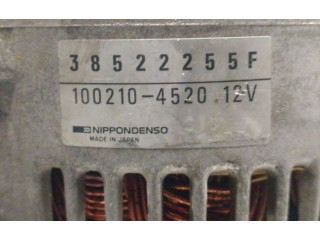 38522255F
100210-4520 12V
NIPPONDENSO
MADE IN JAPAN